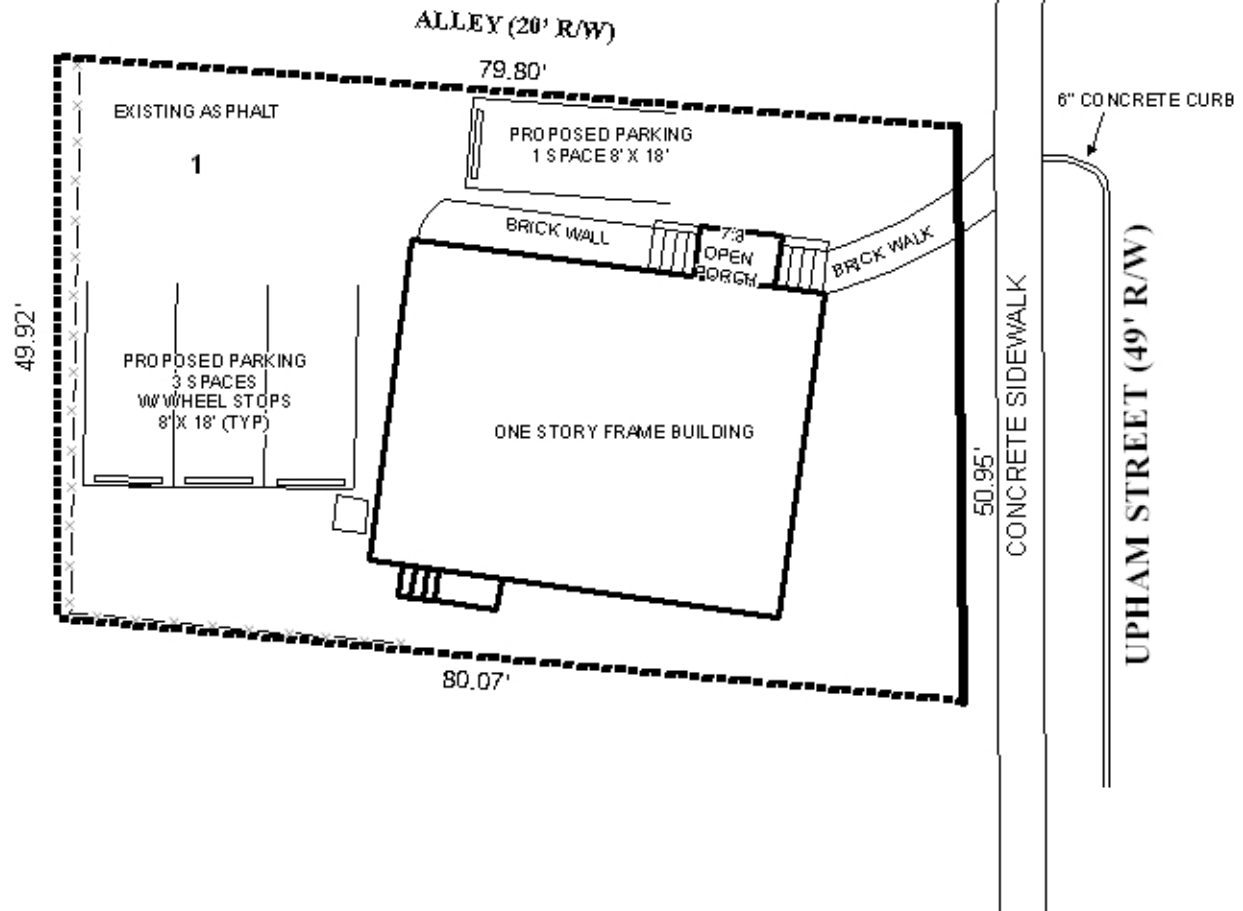 ALLEY (20' R/W)
79.80'
6" CONCRETE CURB
EXISTING ASPHALT
1
PROPOSED PARKING
1 SPACE 8' X 18'
BRICK WALL
7.3
OPEN
PORCH
BRICK WALK
49.92'
PROPOSED PARKING
3 SPACES
W/ WHEEL STOPS
8' X 18' (TYP)
ONE STORY FRAME BUILDING
50.95'
CONCRETE SIDEWALK
UPHAM STREET (49' R/W)
80.07'